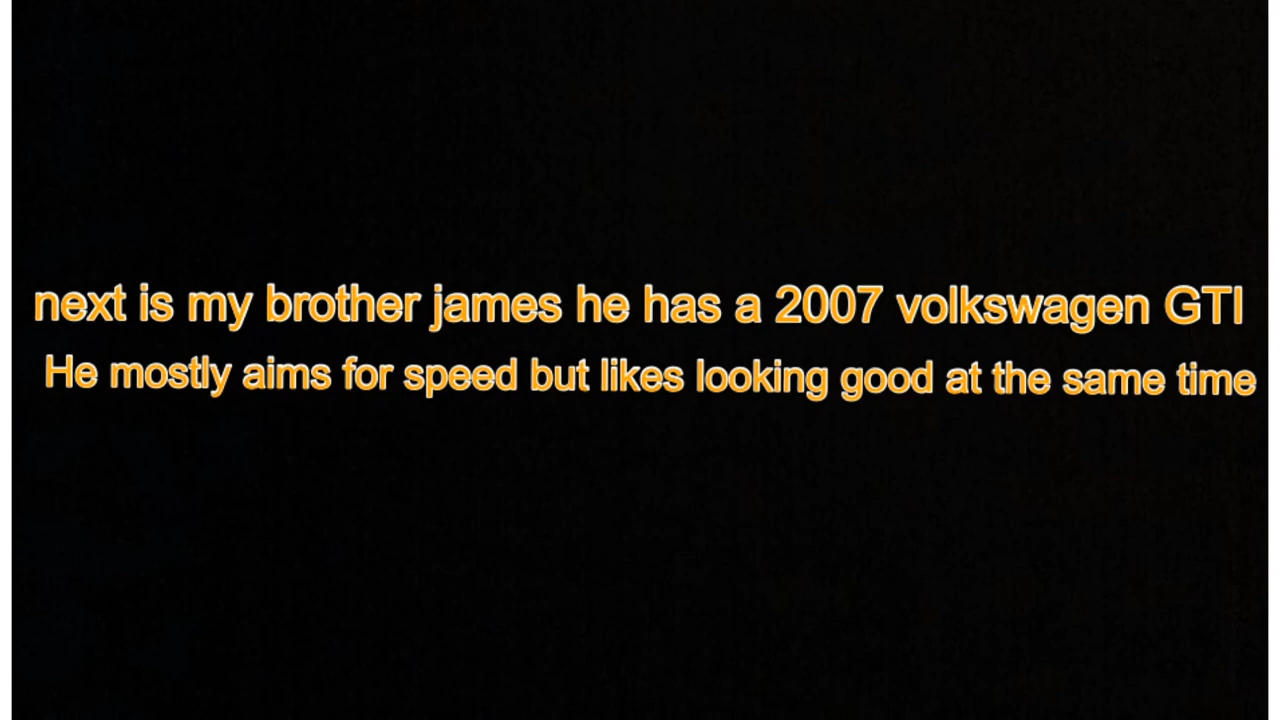 next is my brother james he has a 2007 volkswagen GTI
He mostly aims for speed but likes looking good at the same time